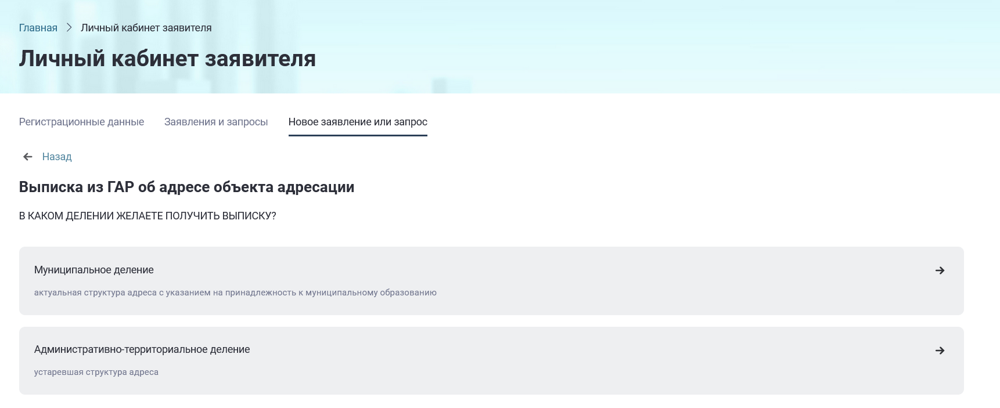 Главная > Личный кабинет заявителя
Личный кабинет заявителя
Регистрационные данные Заявления и запросы Новое заявление или запрос
← Назад
Выписка из ГАР об адресе объекта адресации
В КАКОМ ДЕЛЕНИИ ЖЕЛАЕТЕ ПОЛУЧИТЬ ВЫПИСКУ?
Муниципальное деление →
актуальная структура адреса с указанием на принадлежность к муниципальному образованию
Административно-территориальное деление →
устаревшая структура адреса